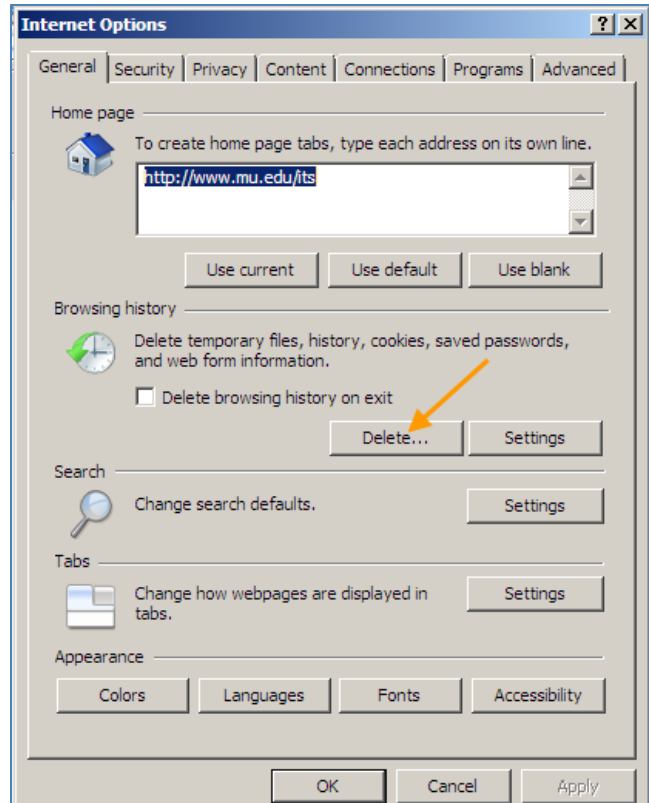 Internet Options ? X
General Security Privacy Content Connections Programs Advanced
Home page
To create home page tabs, type each address on its own line.
http://www.mu.edu/its
Use current Use default Use blank
Browsing history
Delete temporary files, history, cookies, saved passwords,
and web form information.
Delete browsing history on exit
Delete... Settings
Search
Change search defaults. Settings
Tabs
Change how webpages are displayed in Settings
tabs.
Appearance
Colors Languages Fonts Accessibility
OK Cancel Apply